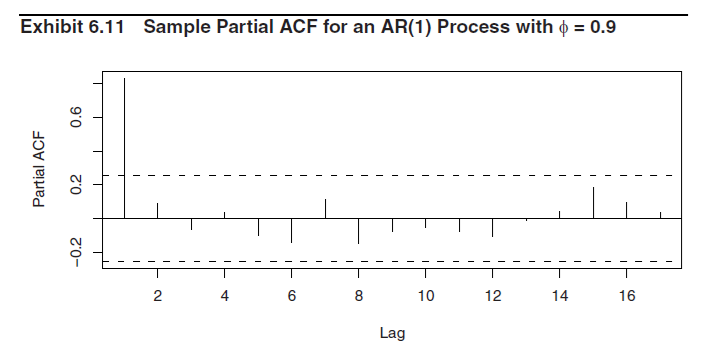 Exhibit 6.11 Sample Partial ACF for an AR(1) Process with ϕ = 0.9
Partial ACF
0.6
0.2
−0.2
2 4 6 8 10 12 14 16
Lag